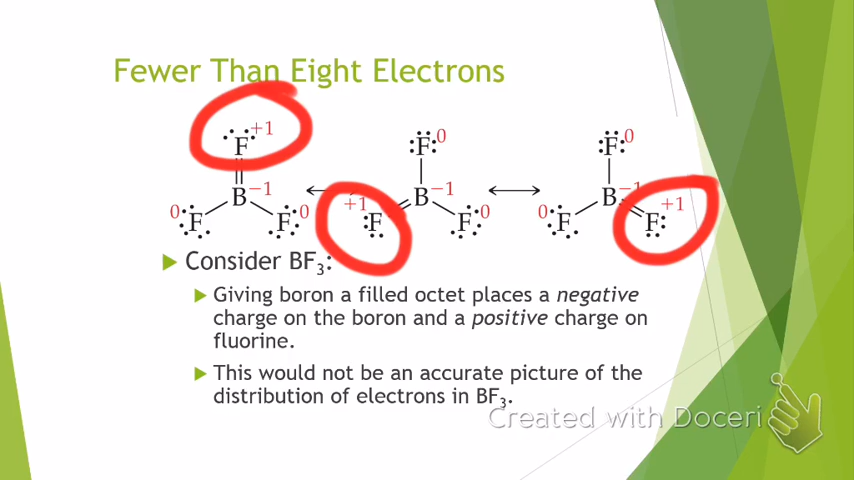 Fewer Than Eight Electrons
F +1
B −1
0 F
F 0
F 0
B −1
+1 F
F 0
F 0
B −1
0 F
F +1
Consider BF₃:
Giving boron a filled octet places a negative
charge on the boron and a positive charge on
fluorine.
This would not be an accurate picture of the
distribution of electrons in BF₃.
Created with Doceri